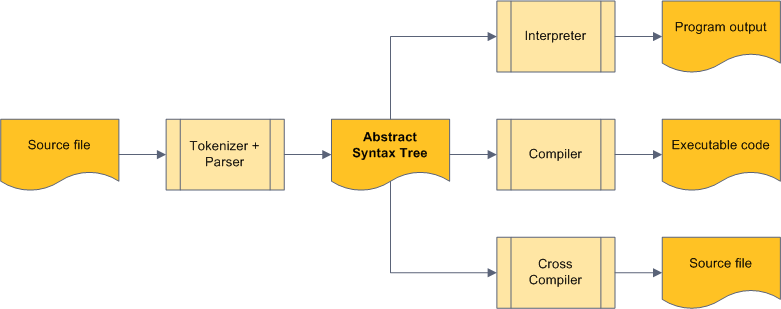 Interpreter
Program output
Source file
Tokenizer +
Parser
Abstract
Syntax Tree
Compiler
Executable code
Cross
Compiler
Source file